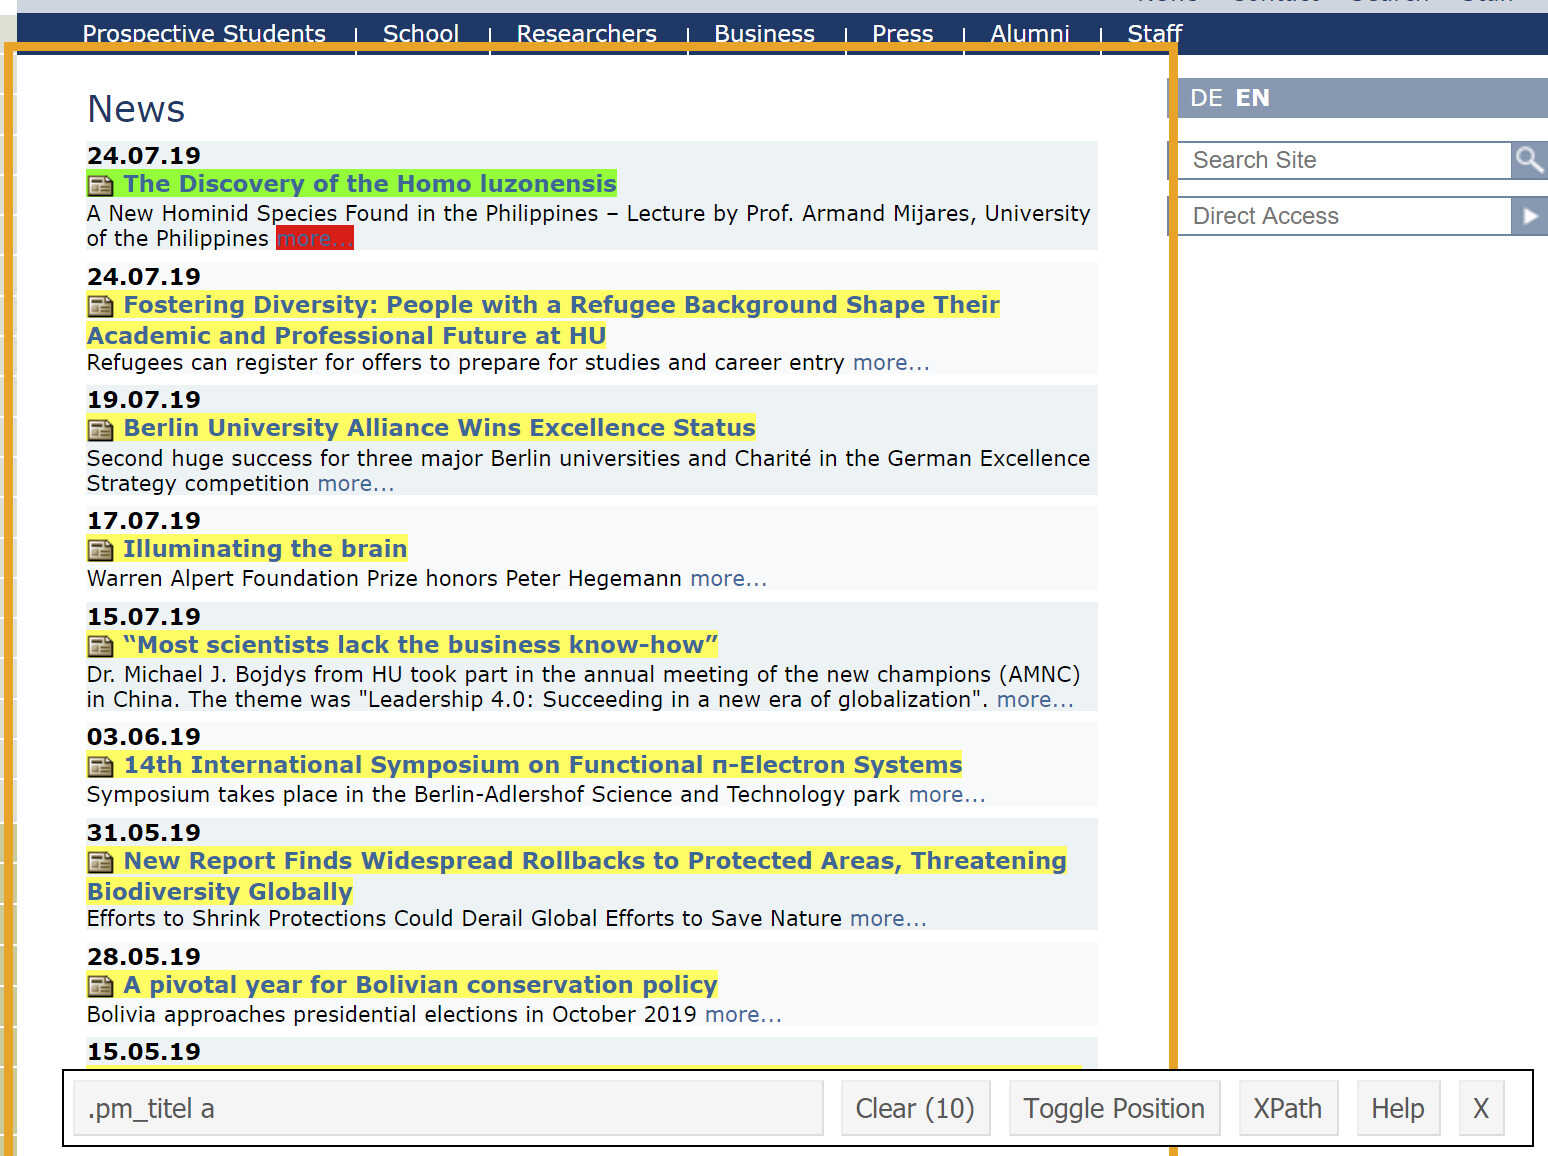 Prospective Students School Researchers Business Press Alumni Staff
DE EN
Search Site
Direct Access
News
24.07.19
The Discovery of the Homo luzonensis
A New Hominid Species Found in the Philippines – Lecture by Prof. Armand Mijares, University
of the Philippines more...
24.07.19
Fostering Diversity: People with a Refugee Background Shape Their
Academic and Professional Future at HU
Refugees can register for offers to prepare for studies and career entry more...
19.07.19
Berlin University Alliance Wins Excellence Status
Second huge success for three major Berlin universities and Charité in the German Excellence
Strategy competition more...
17.07.19
Illuminating the brain
Warren Alpert Foundation Prize honors Peter Hegemann more...
15.07.19
“Most scientists lack the business know-how”
Dr. Michael J. Bojdys from HU took part in the annual meeting of the new champions (AMNC)
in China. The theme was "Leadership 4.0: Succeeding in a new era of globalization". more...
03.06.19
14th International Symposium on Functional π-Electron Systems
Symposium takes place in the Berlin-Adlershof Science and Technology park more...
31.05.19
New Report Finds Widespread Rollbacks to Protected Areas, Threatening
Biodiversity Globally
Efforts to Shrink Protections Could Derail Global Efforts to Save Nature more...
28.05.19
A pivotal year for Bolivian conservation policy
Bolivia approaches presidential elections in October 2019 more...
15.05.19
.pm_titel a Clear (10) Toggle Position XPath Help X